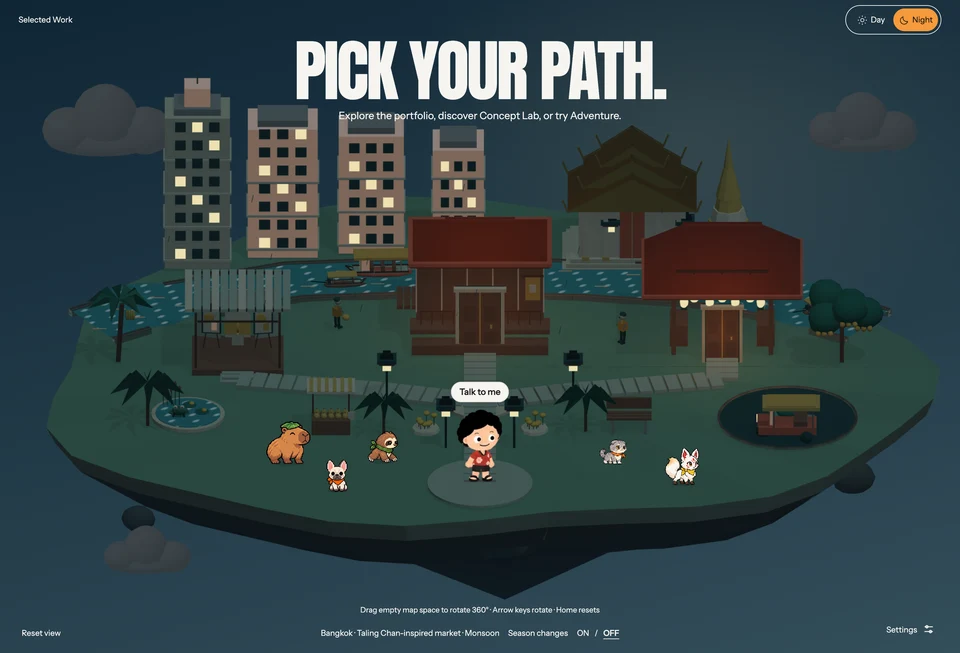 Selected Work
Day
Night
PICK YOUR PATH.
Explore the portfolio, discover Concept Lab, or try Adventure.
Talk to me
Drag empty map space to rotate 360° · Arrow keys rotate · Home resets
Reset view
Bangkok · Taling Chan-inspired market · Monsoon Season changes ON / OFF
Settings